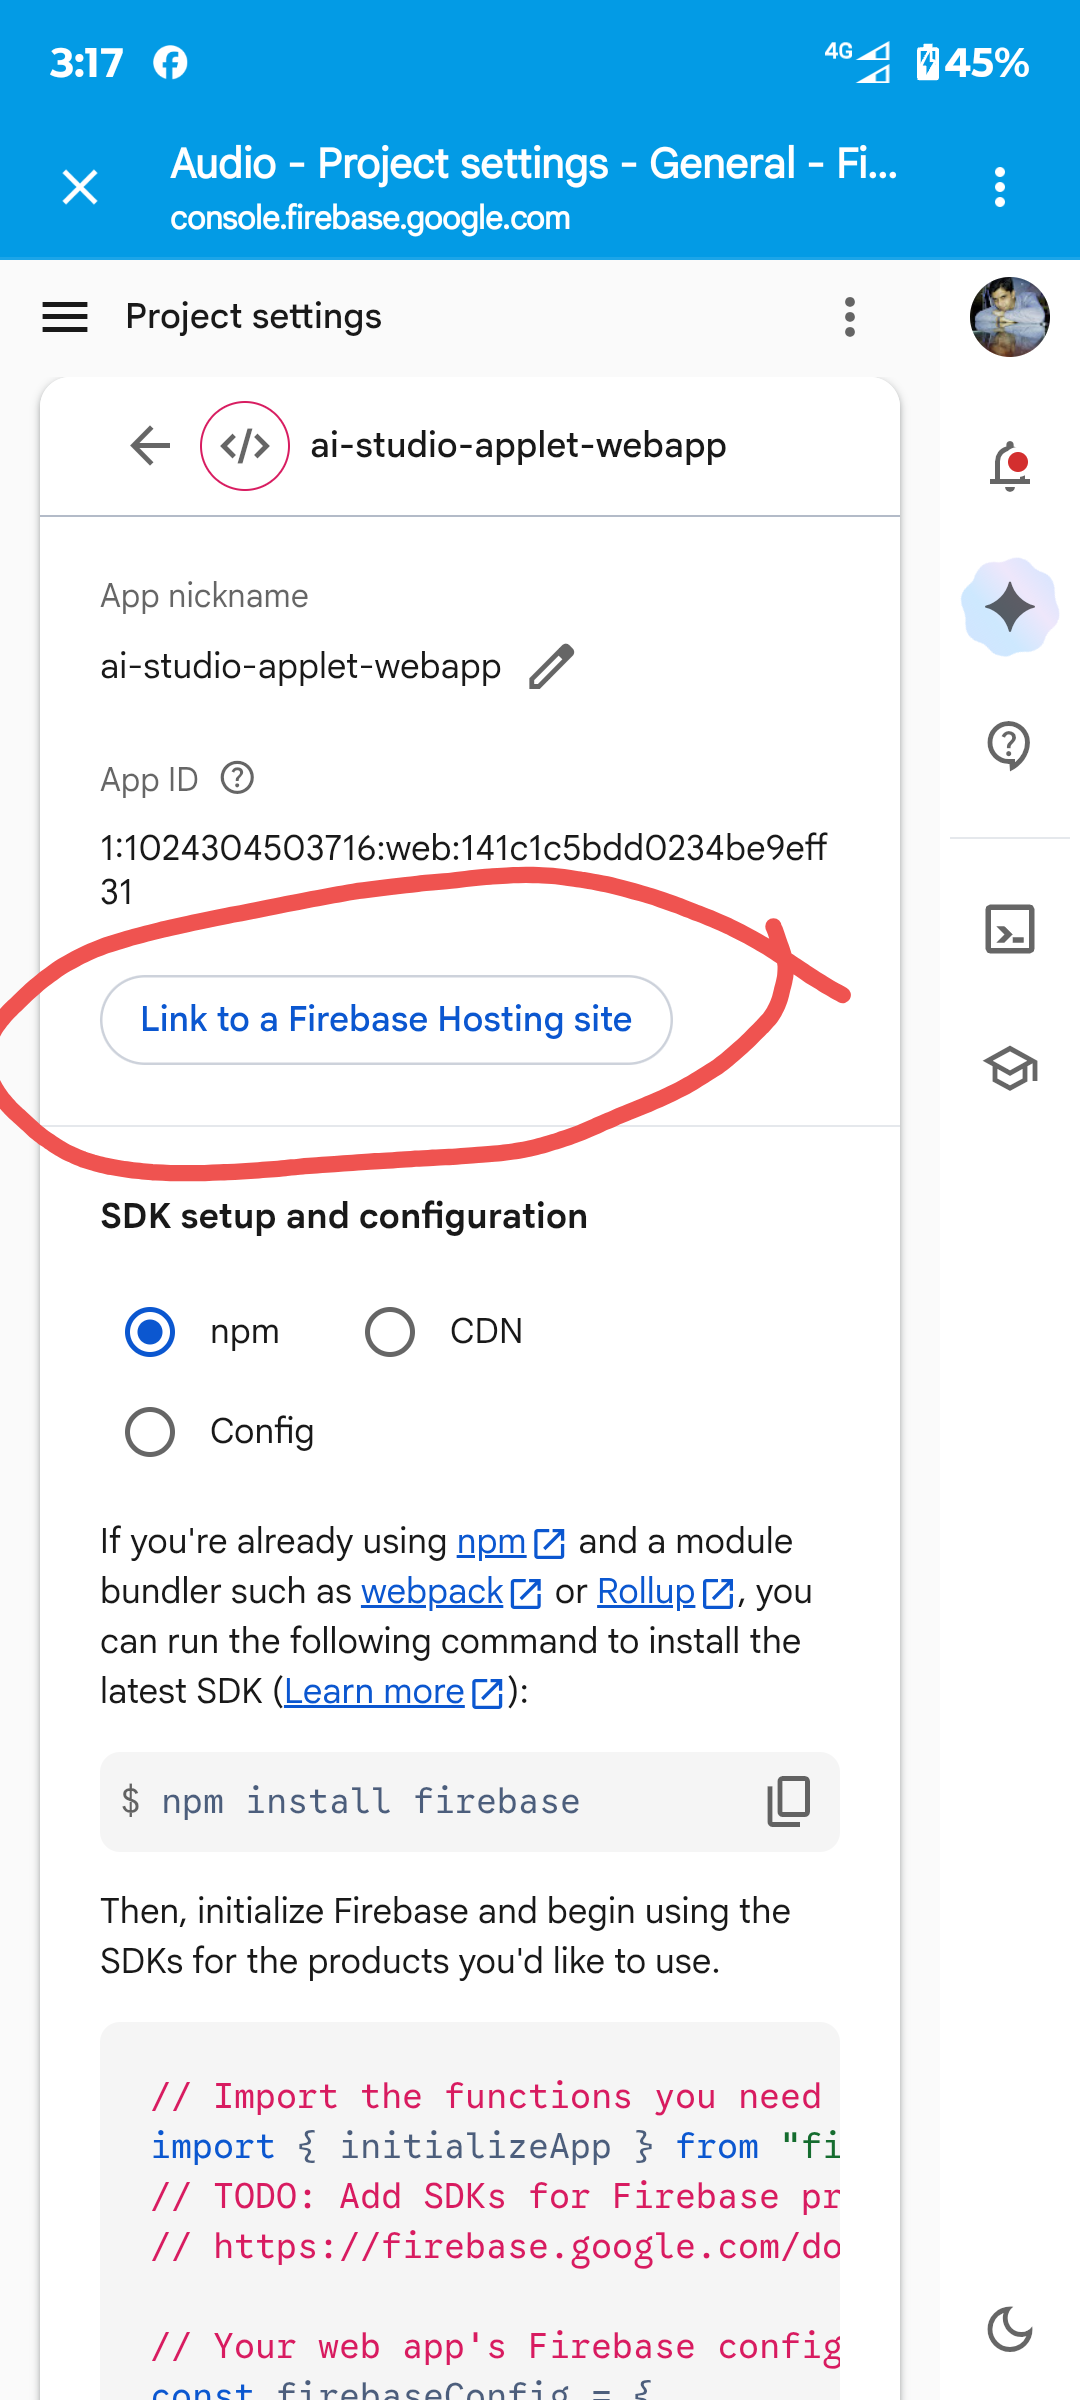 3:17
4G
45%
Audio - Project settings - General - Fi...
console.firebase.google.com
Project settings
ai-studio-applet-webapp
App nickname
ai-studio-applet-webapp
App ID
1:1024304503716:web:141c1c5bdd0234be9eff
31
Link to a Firebase Hosting site
SDK setup and configuration
npm
CDN
Config
If you're already using npm and a module
bundler such as webpack or Rollup, you
can run the following command to install the
latest SDK (Learn more):
$ npm install firebase
Then, initialize Firebase and begin using the
SDKs for the products you'd like to use.
// Import the functions you need
import { initializeApp } from "fi
// TODO: Add SDKs for Firebase pr
// https://firebase.google.com/do
// Your web app's Firebase config
const firebaseConfig = {